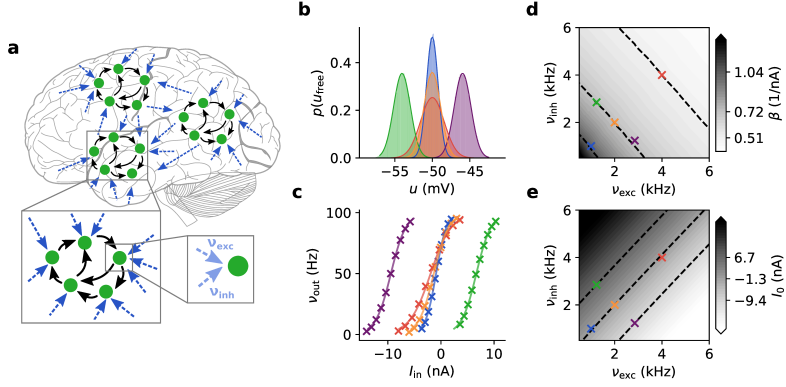 a
ν_exc
ν_inh
b
p(u_free)
0.4
0.2
0.0
−55
−50
−45
u (mV)
c
ν_out (Hz)
100
50
0
−10
0
10
I_in (nA)
d
ν_inh (kHz)
6
4
2
2
4
6
ν_exc (kHz)
1.04
0.72
0.51
β (1/nA)
e
ν_inh (kHz)
6
4
2
2
4
6
ν_exc (kHz)
6.7
−1.3
−9.4
I_0 (nA)